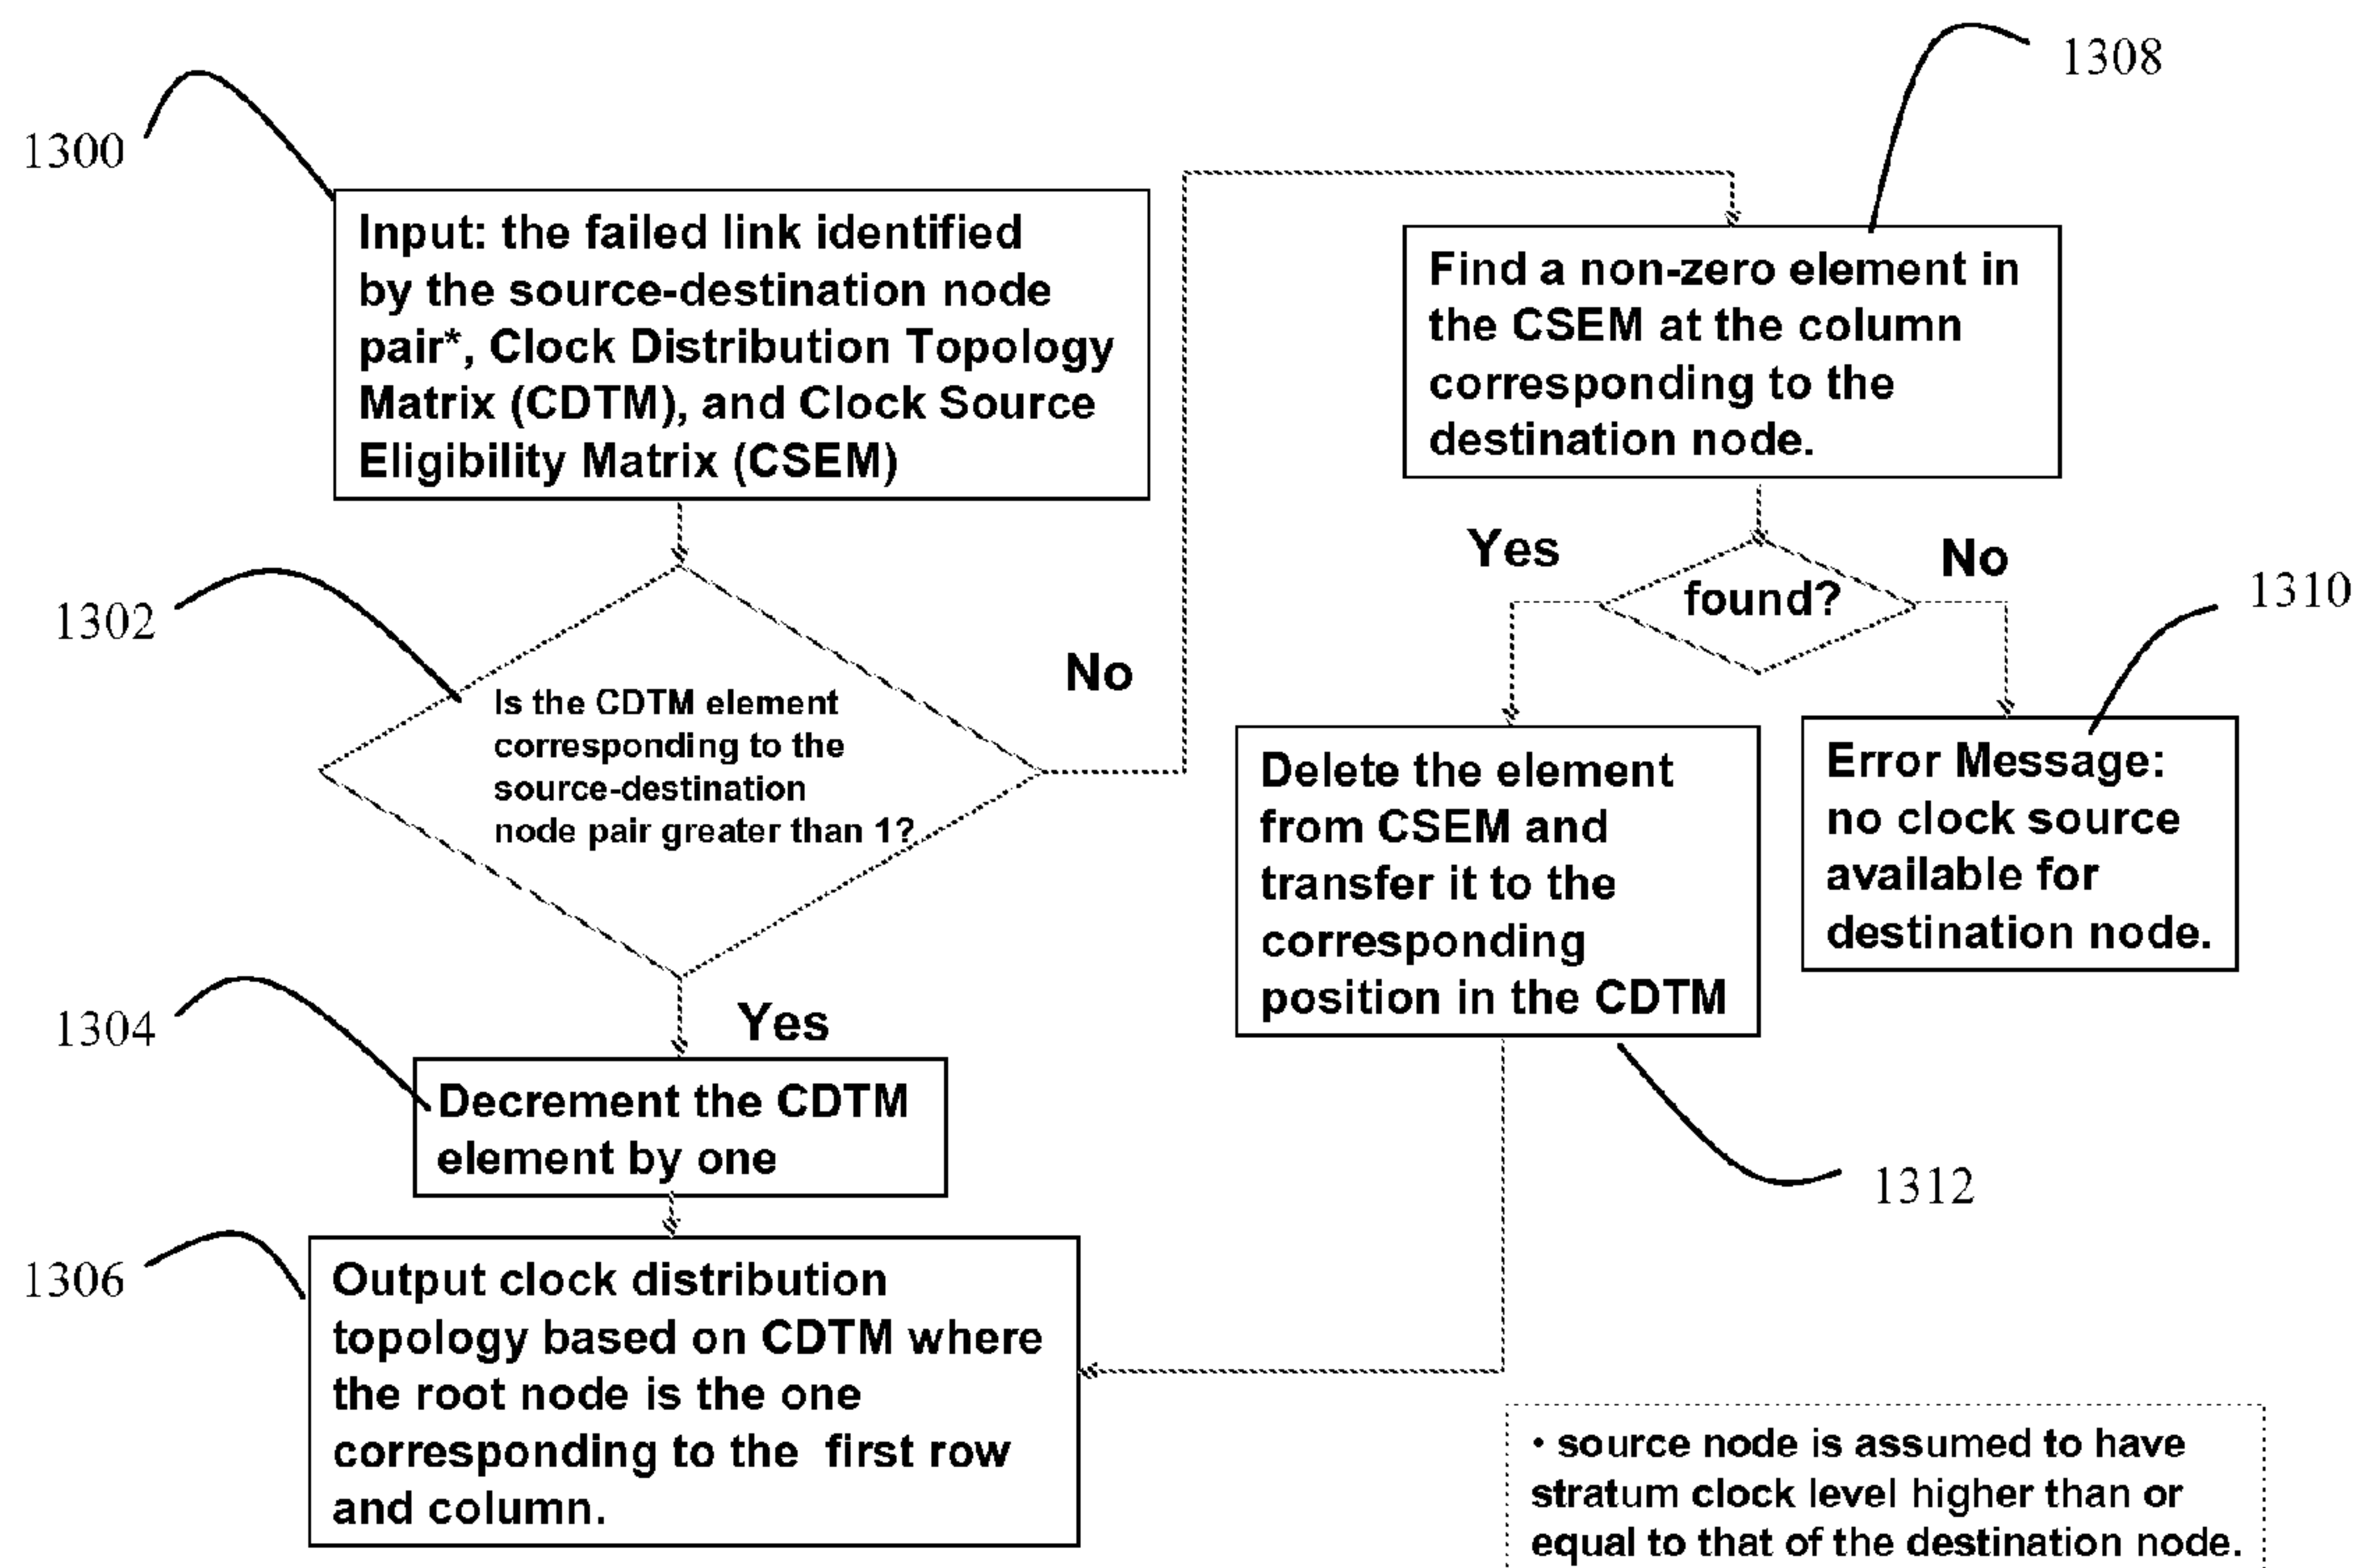 1300
Input: the failed link identified
by the source-destination node
pair*, Clock Distribution Topology
Matrix (CDTM), and Clock Source
Eligibility Matrix (CSEM)
1302
Is the CDTM element
corresponding to the
source-destination
node pair greater than 1?
No
Yes
1304
Decrement the CDTM
element by one
1306
Output clock distribution
topology based on CDTM where
the root node is the one
corresponding to the first row
and column.
1308
Find a non-zero element in
the CSEM at the column
corresponding to the
destination node.
Yes
found?
No
1310
Delete the element
from CSEM and
transfer it to the
corresponding
position in the CDTM
Error Message:
no clock source
available for
destination node.
1312
• source node is assumed to have
stratum clock level higher than or
equal to that of the destination node.